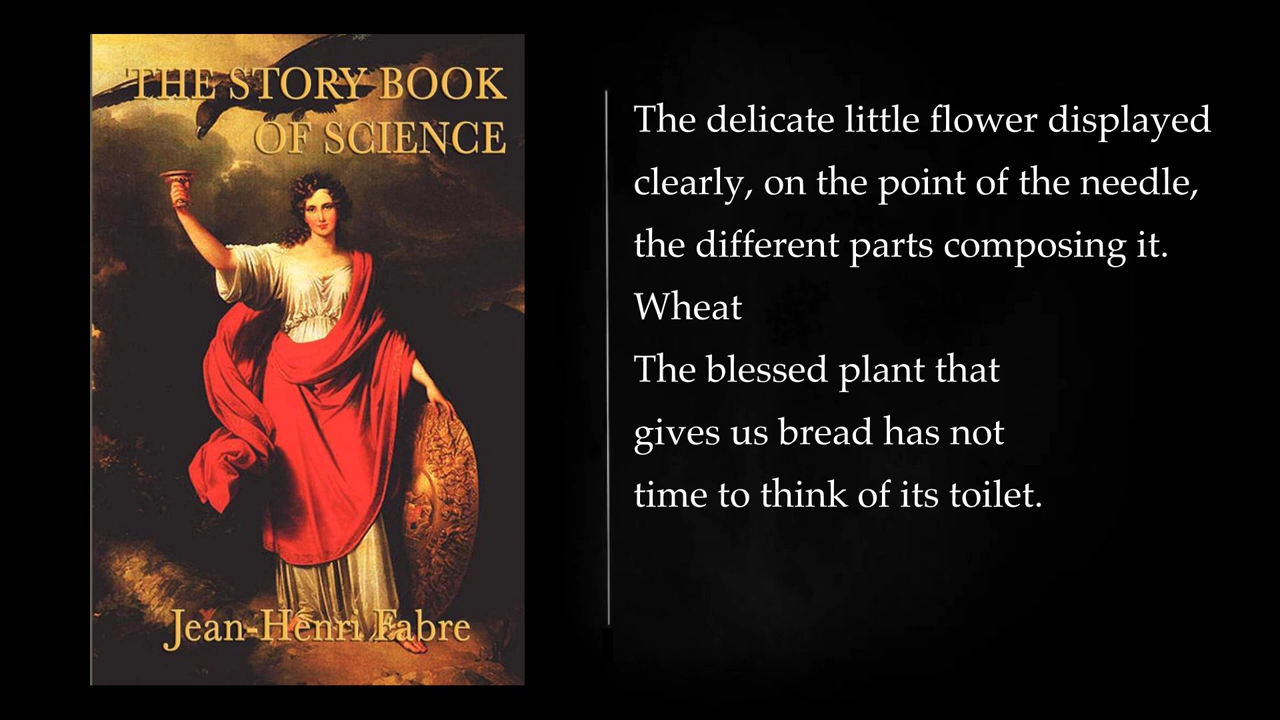 THE STORY BOOK
OF SCIENCE
Jean-Henri Fabre
The delicate little flower displayed
clearly, on the point of the needle,
the different parts composing it.
Wheat
The blessed plant that
gives us bread has not
time to think of its toilet.